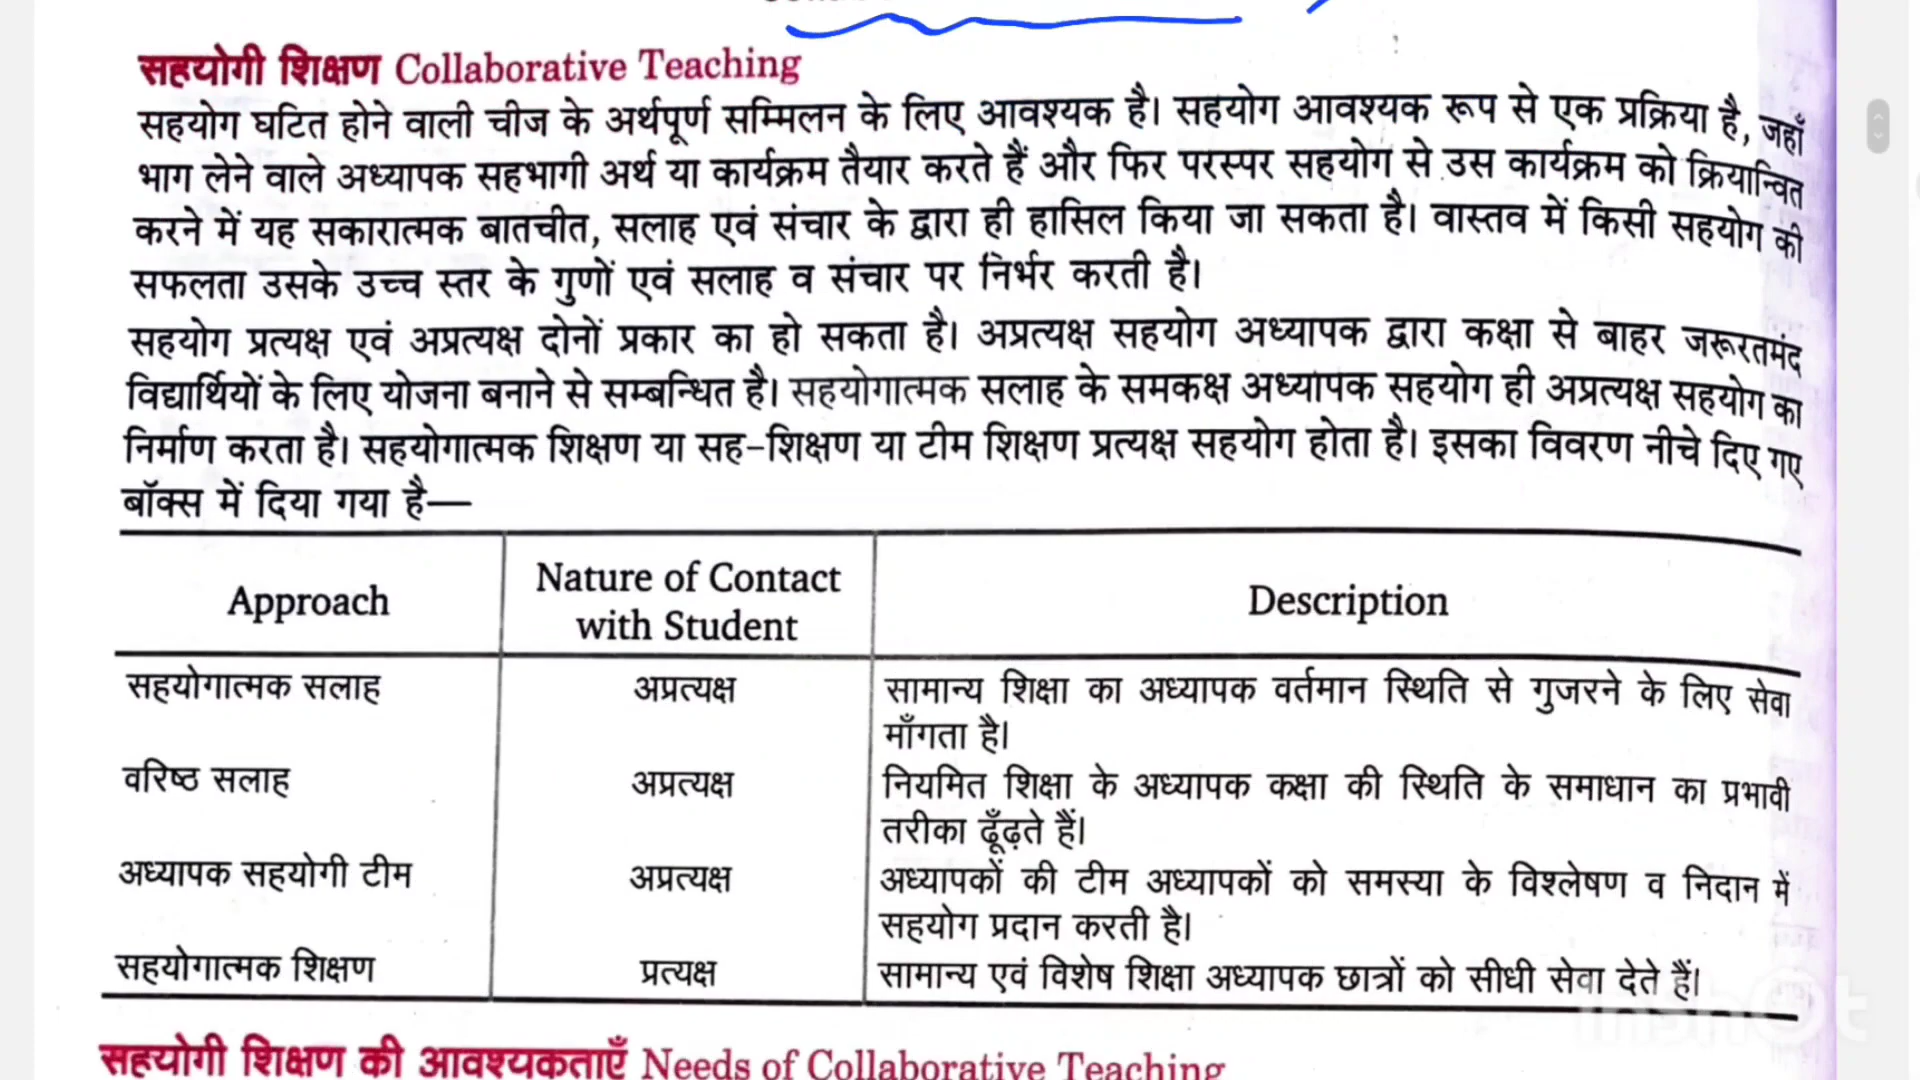 सहयोगी शिक्षण Collaborative Teaching
सहयोग घटित होने वाली चीज के अर्थपूर्ण सम्मिलन के लिए आवश्यक है। सहयोग आवश्यक रूप से एक प्रक्रिया है, जहाँ
भाग लेने वाले अध्यापक सहभागी अर्थ या कार्यक्रम तैयार करते हैं और फिर परस्पर सहयोग से उस कार्यक्रम को क्रियान्वित
करने में यह सकारात्मक बातचीत, सलाह एवं संचार के द्वारा ही हासिल किया जा सकता है। वास्तव में किसी सहयोग की
सफलता उसके उच्च स्तर के गुणों एवं सलाह व संचार पर निर्भर करती है।
सहयोग प्रत्यक्ष एवं अप्रत्यक्ष दोनों प्रकार का हो सकता है। अप्रत्यक्ष सहयोग अध्यापक द्वारा कक्षा से बाहर जरूरतमंद
विद्यार्थियों के लिए योजना बनाने से सम्बन्धित है। सहयोगात्मक सलाह के समकक्ष अध्यापक सहयोग ही अप्रत्यक्ष सहयोग का
निर्माण करता है। सहयोगात्मक शिक्षण या सह-शिक्षण या टीम शिक्षण प्रत्यक्ष सहयोग होता है। इसका विवरण नीचे दिए गए
बॉक्स में दिया गया है—
Approach
Nature of Contact
with Student
Description
सहयोगात्मक सलाह
अप्रत्यक्ष
सामान्य शिक्षा का अध्यापक वर्तमान स्थिति से गुजरने के लिए सेवा
माँगता है।
वरिष्ठ सलाह
अप्रत्यक्ष
नियमित शिक्षा के अध्यापक कक्षा की स्थिति के समाधान का प्रभावी
तरीका ढूँढ़ते हैं।
अध्यापक सहयोगी टीम
अप्रत्यक्ष
अध्यापकों की टीम अध्यापकों को समस्या के विश्लेषण व निदान में
सहयोग प्रदान करती है।
सहयोगात्मक शिक्षण
प्रत्यक्ष
सामान्य एवं विशेष शिक्षा अध्यापक छात्रों को सीधी सेवा देते हैं।
InShOt
सहयोगी शिक्षण की आवश्यकताएँ Needs of Collaborative Teaching